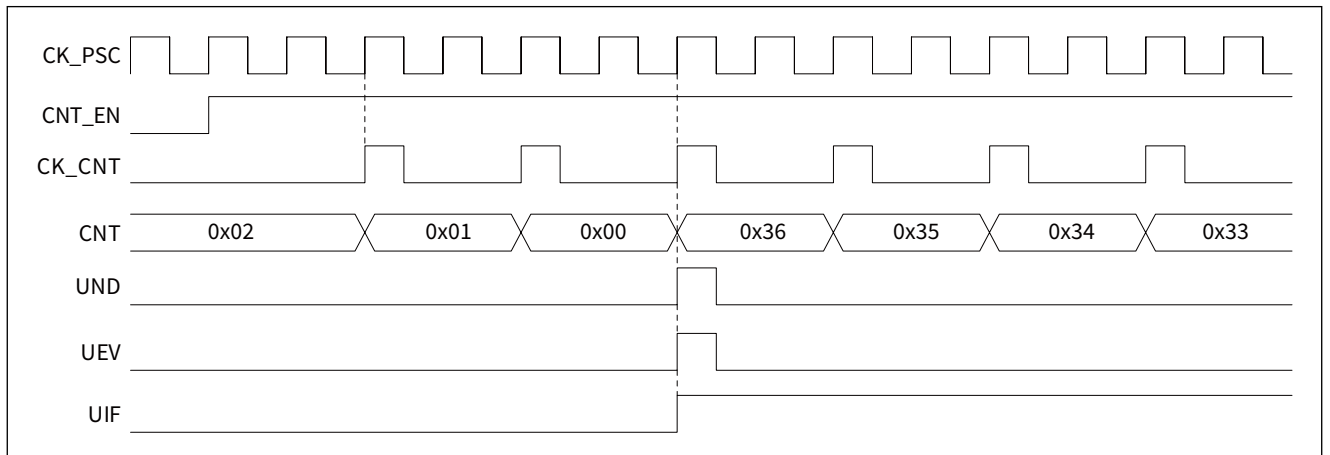 CK_PSC
CNT_EN
CK_CNT
CNT 0x02 0x01 0x00 0x36 0x35 0x34 0x33
UND
UEV
UIF